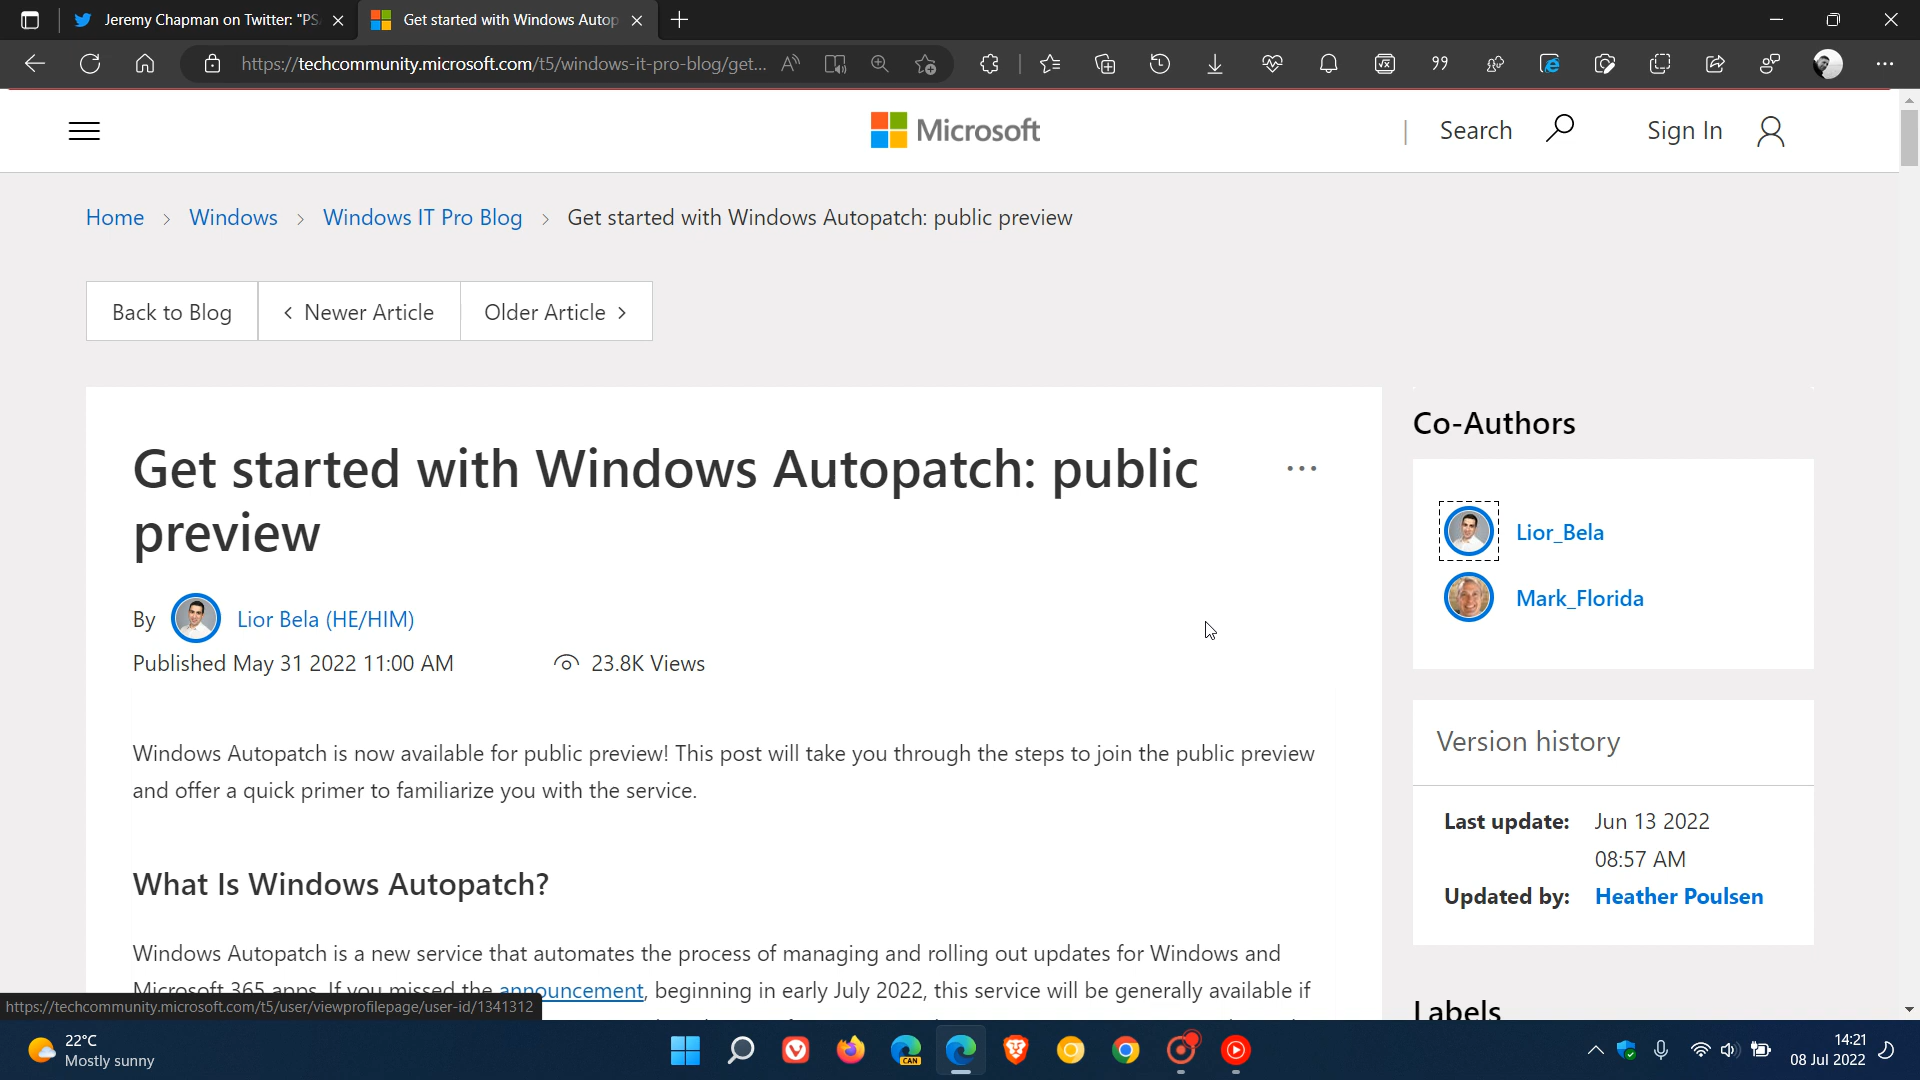 Jeremy Chapman on Twitter: "PS
Get started with Windows Autop
https://techcommunity.microsoft.com/t5/windows-it-pro-blog/get...
Microsoft
Search
Sign In
Home > Windows > Windows IT Pro Blog > Get started with Windows Autopatch: public preview
Back to Blog
< Newer Article
Older Article >
Get started with Windows Autopatch: public
preview
By Lior Bela (HE/HIM)
Published May 31 2022 11:00 AM
23.8K Views
Windows Autopatch is now available for public preview! This post will take you through the steps to join the public preview
and offer a quick primer to familiarize you with the service.
What Is Windows Autopatch?
Windows Autopatch is a new service that automates the process of managing and rolling out updates for Windows and
Microsoft 365 apps. If you missed the announcement, beginning in early July 2022, this service will be generally available if
Co-Authors
Lior_Bela
Mark_Florida
Version history
Last update: Jun 13 2022
08:57 AM
Updated by: Heather Poulsen
Labels
https://techcommunity.microsoft.com/t5/user/viewprofilepage/user-id/1341312
22°C
Mostly sunny
CAN
14:21
08 Jul 2022